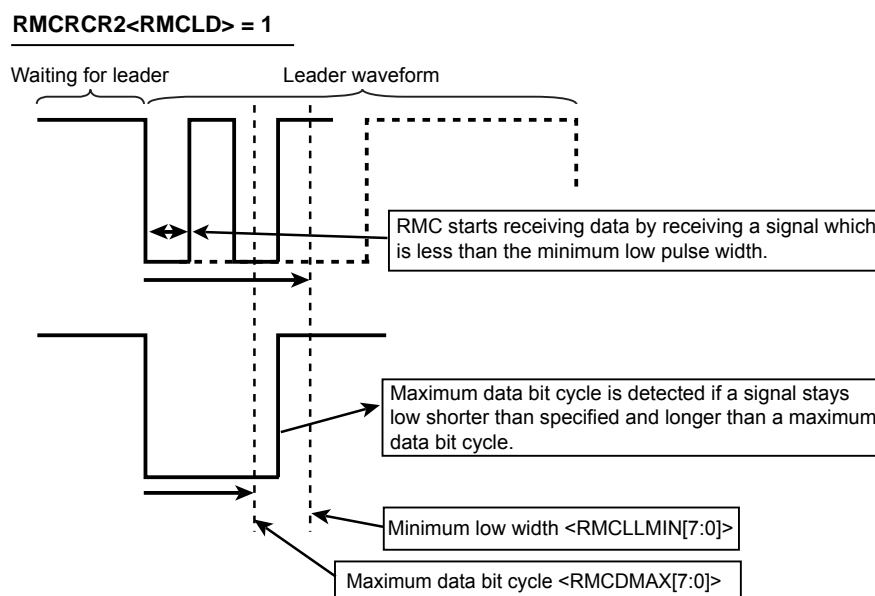 RMCRCR2<RMCLD> = 1
Waiting for leader
Leader waveform
RMC starts receiving data by receiving a signal which
is less than the minimum low pulse width.
Maximum data bit cycle is detected if a signal stays
low shorter than specified and longer than a maximum
data bit cycle.
Minimum low width <RMCLLMIN[7:0]>
Maximum data bit cycle <RMCDMAX[7:0]>